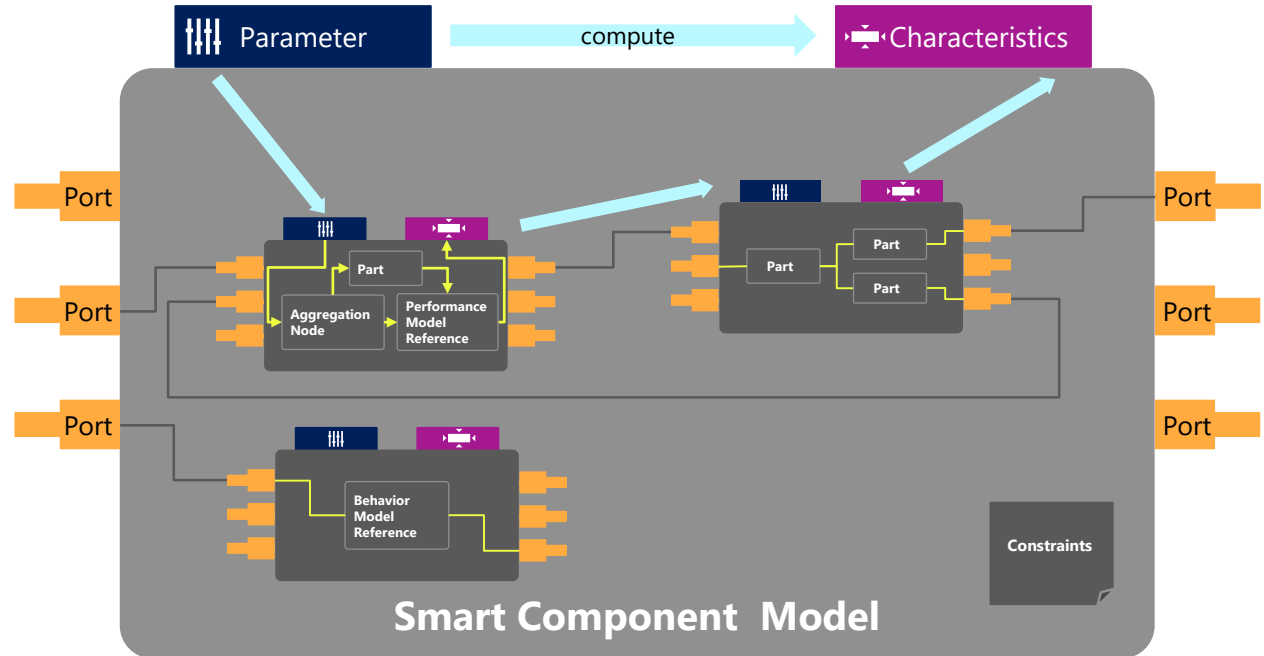 Parameter
compute
Characteristics
Port
Port
Part
Part
Part
Part
Aggregation
Node
Performance
Model
Reference
Port
Port
Port
Port
Behavior
Model
Reference
Constraints
Smart Component  Model